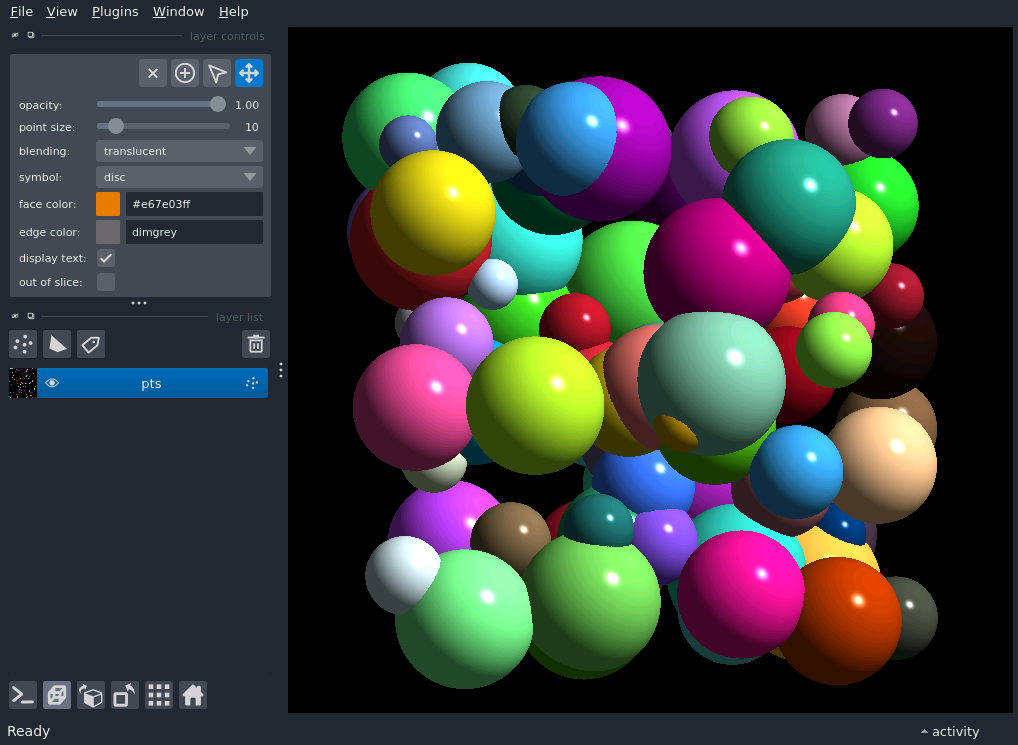 File View Plugins Window Help
layer controls
opacity: 1.00
point size: 10
blending: translucent
symbol: disc
face color: #e67e03ff
edge color: dimgrey
display text:
out of slice:
layer list
pts
Ready
activity